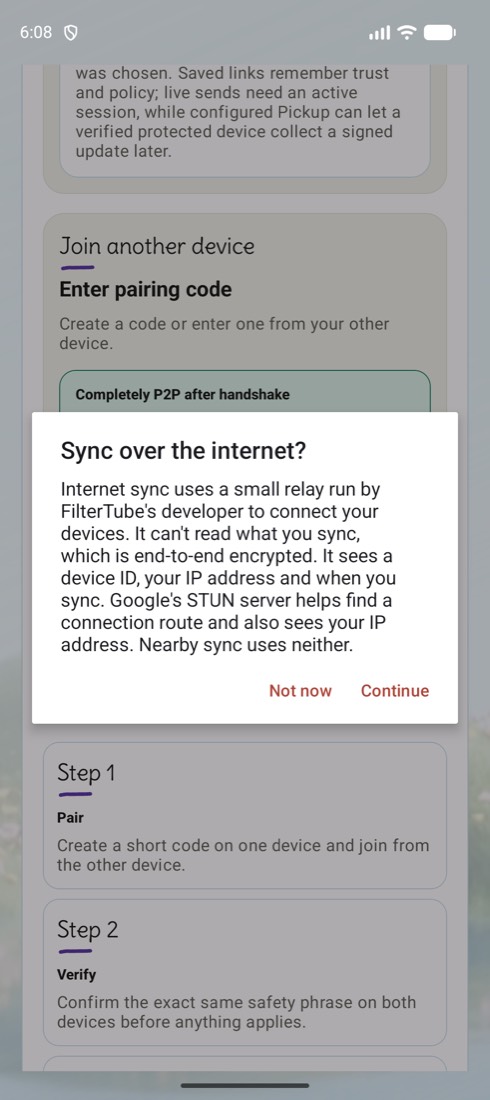 6:08
was chosen. Saved links remember trust
and policy; live sends need an active
session, while configured Pickup can let a
verified protected device collect a signed
update later.
Join another device
Enter pairing code
Create a code or enter one from your other
device.
Completely P2P after handshake
Sync over the internet?
Internet sync uses a small relay run by
FilterTube's developer to connect your
devices. It can't read what you sync,
which is end-to-end encrypted. It sees a
device ID, your IP address and when you
sync. Google's STUN server helps find a
connection route and also sees your IP
address. Nearby sync uses neither.
Not now Continue
Step 1
Pair
Create a short code on one device and join from
the other device.
Step 2
Verify
Confirm the exact same safety phrase on both
devices before anything applies.